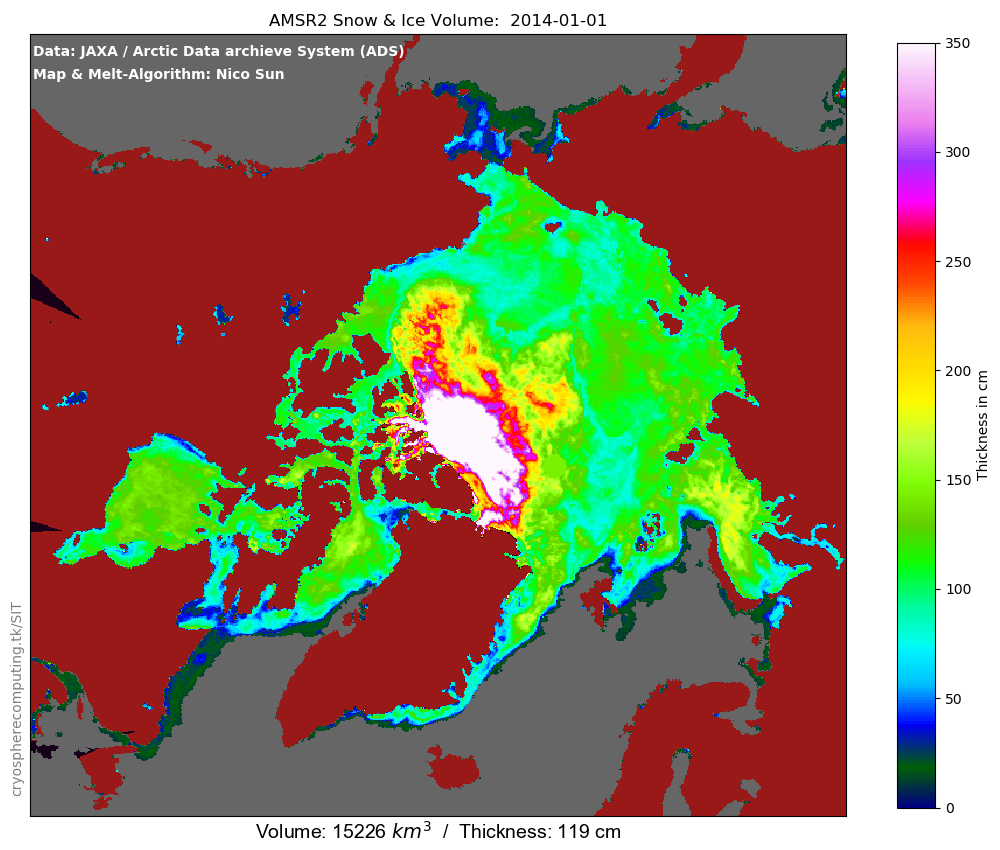 AMSR2 Snow & Ice Volume:  2014-01-01
Data: JAXA / Arctic Data archieve System (ADS)
Map & Melt-Algorithm: Nico Sun
350
300
250
200
150
100
50
0
Thickness in cm
cryospherecomputing.tk/SIT
Volume: 15226 km³  /  Thickness: 119 cm